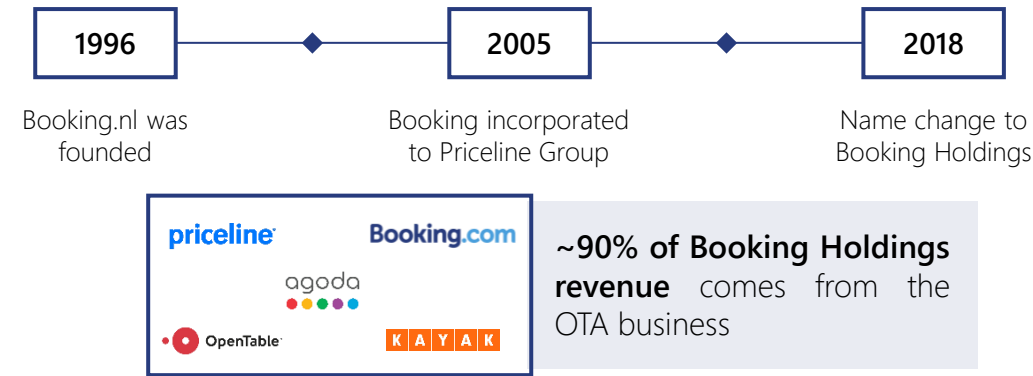 1996
2005
2018
Booking.nl was
founded
Booking incorporated
to Priceline Group
Name change to
Booking Holdings
priceline
Booking.com
agoda
OpenTable
KAYAK
~90% of Booking Holdings
revenue comes from the
OTA business